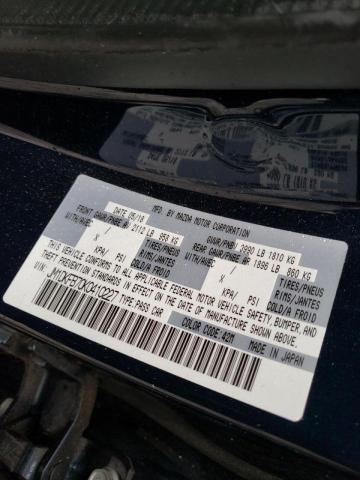 MFD. BY MAZDA MOTOR CORPORATION
DATE: 05/18 GVWR/PNBV 3990 LB 1810 KG
FRONT GAWR/PNBE AV 2112 LB 958 KG REAR GAWR/PNBE AR 1896 LB 860 KG
WITH/AVEC TIRES/PNEUS WITH/AVEC TIRES/PNEUS
/ RIMS/JANTES / RIMS/JANTES
X KPA/ PSI/ COLD/A FROID X KPA/ PSI/ COLD/A FROID
THIS VEHICLE CONFORMS TO ALL APPLICABLE FEDERAL MOTOR VEHICLE SAFETY, BUMPER, AND
THEFT PREVENTION STANDARDS IN EFFECT ON THE DATE OF MANUFACTURE SHOWN ABOVE.
VIN: TYPE: PASS CAR
COLOR CODE 42M
MADE IN JAPAN